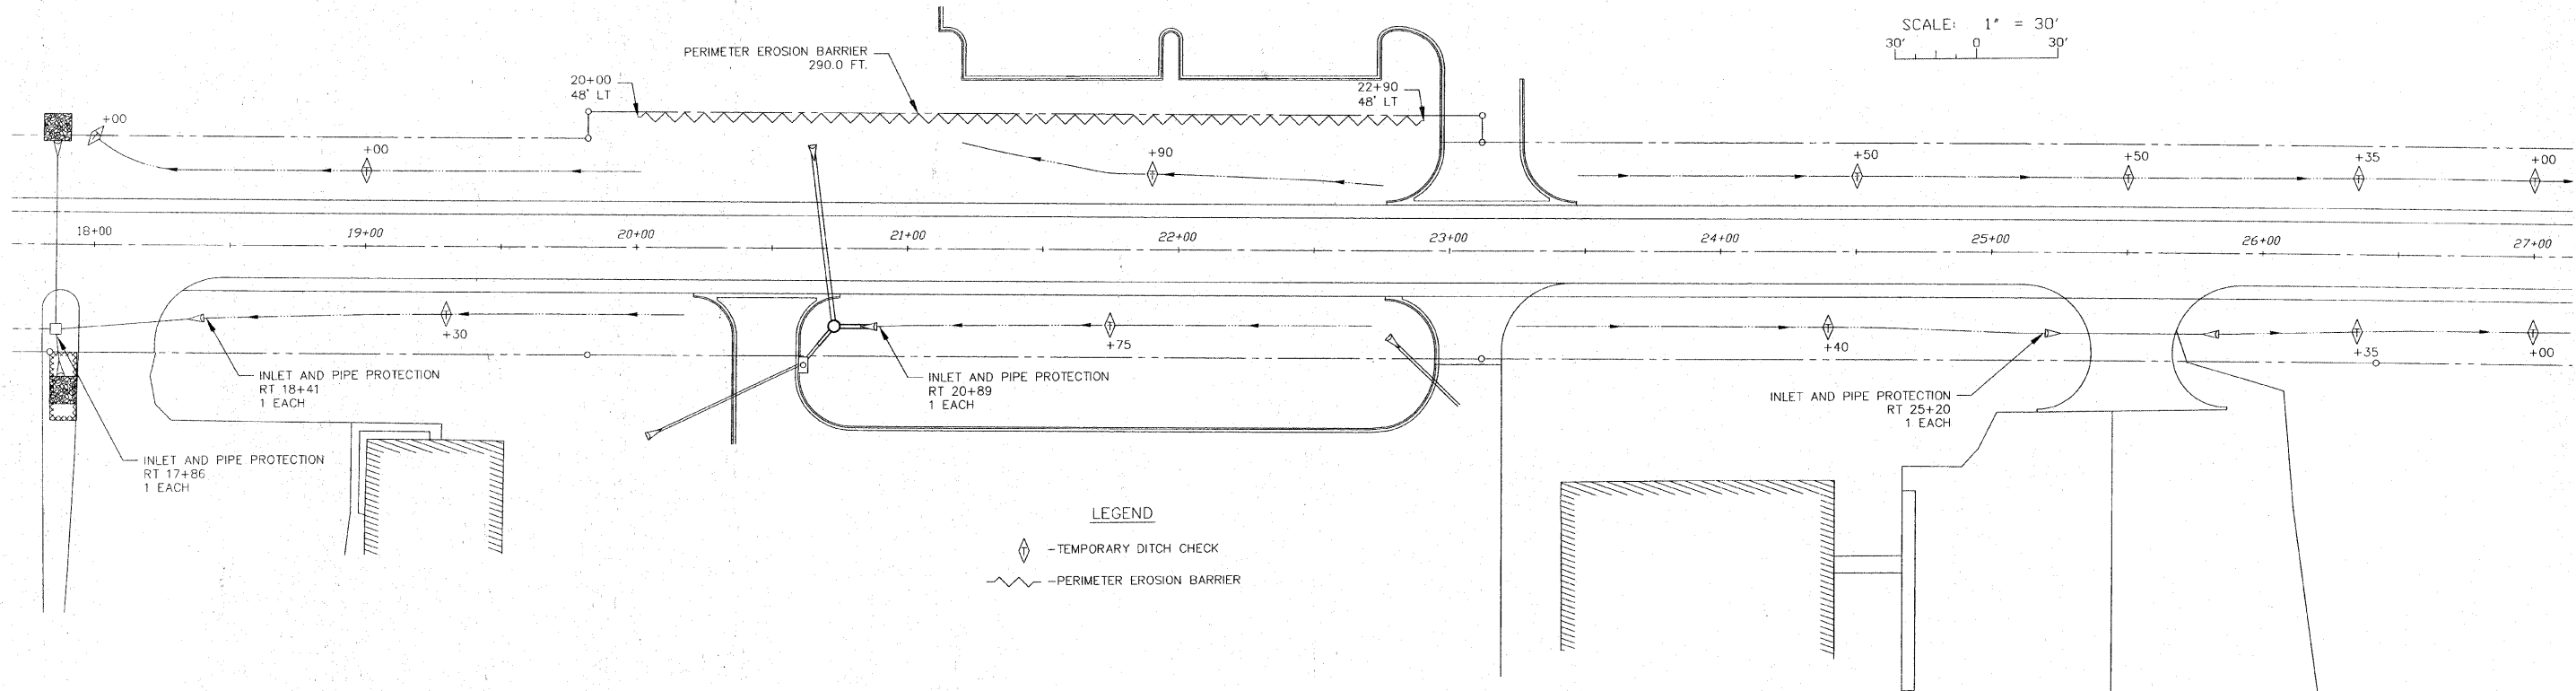 SCALE: 1" = 30'
30' 0 30'
PERIMETER EROSION BARRIER
290.0 FT.
20+00
48' LT
22+90
48' LT
+00
+00
+90
+50
+50
+35
+00
18+00
19+00
20+00
21+00
22+00
23+00
24+00
25+00
26+00
27+00
T
T
T
T
T
T
T
T
T
T
T
T
T
+30
+75
+40
+35
+00
INLET AND PIPE PROTECTION
RT 18+41
1 EACH
INLET AND PIPE PROTECTION
RT 20+89
1 EACH
INLET AND PIPE PROTECTION
RT 25+20
1 EACH
INLET AND PIPE PROTECTION
RT 17+86
1 EACH
LEGEND
T -TEMPORARY DITCH CHECK
-PERIMETER EROSION BARRIER